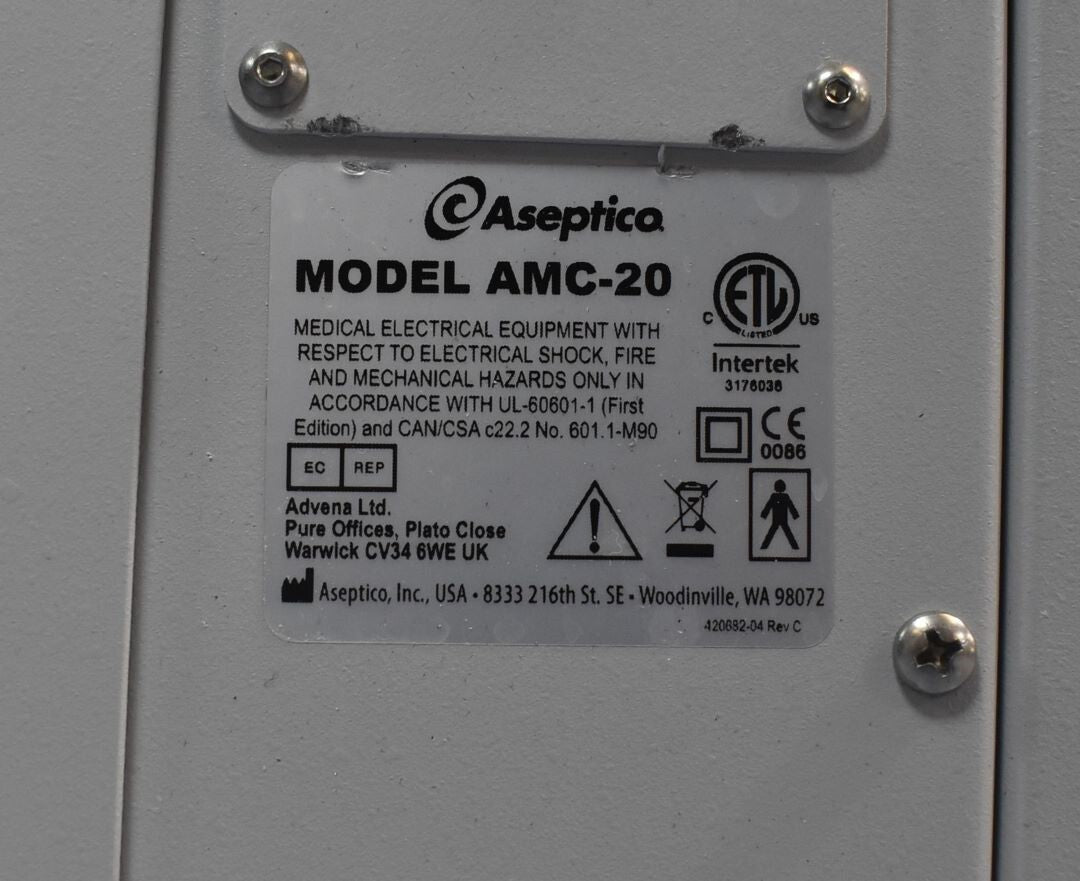 Aseptico
MODEL AMC-20
MEDICAL ELECTRICAL EQUIPMENT WITH
RESPECT TO ELECTRICAL SHOCK, FIRE
AND MECHANICAL HAZARDS ONLY IN
ACCORDANCE WITH UL-60601-1 (First
Edition) and CAN/CSA c22.2 No. 601.1-M90
ETL
C US
LISTED
Intertek
3176036
CE
0086
EC REP
Advena Ltd.
Pure Offices, Plato Close
Warwick CV34 6WE UK
Aseptico, Inc., USA • 8333 216th St. SE • Woodinville, WA 98072
420682-04 Rev C